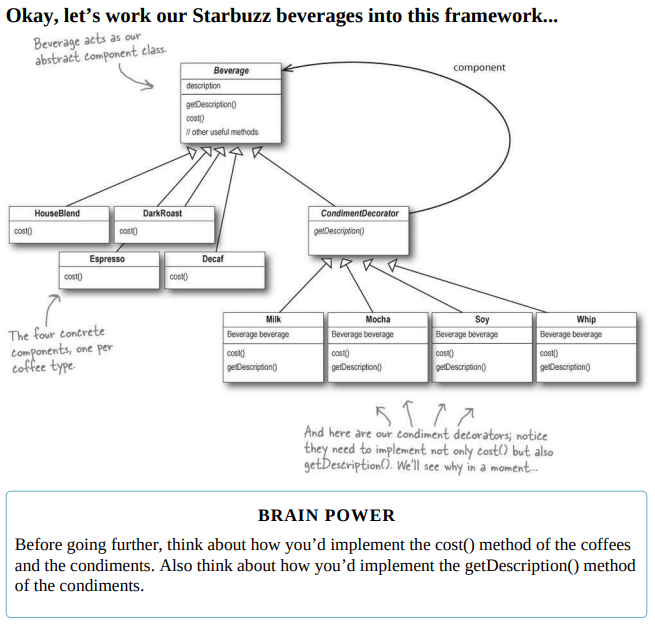 Okay, let's work our Starbuzz beverages into this framework...
Beverage acts as our
abstract component class.
component
Beverage
description
getDescription()
cost()
// other useful methods
HouseBlend
cost()
DarkRoast
cost()
CondimentDecorator
getDescription()
Espresso
cost()
Decaf
cost()
The four concrete
components, one per
coffee type.
Milk
Beverage beverage
cost()
getDescription()
Mocha
Beverage beverage
cost()
getDescription()
Soy
Beverage beverage
cost()
getDescription()
Whip
Beverage beverage
cost()
getDescription()
And here are our condiment decorators; notice
they need to implement not only cost() but also
getDescription(). We'll see why in a moment...
BRAIN POWER
Before going further, think about how you'd implement the cost() method of the coffees
and the condiments. Also think about how you'd implement the getDescription() method
of the condiments.